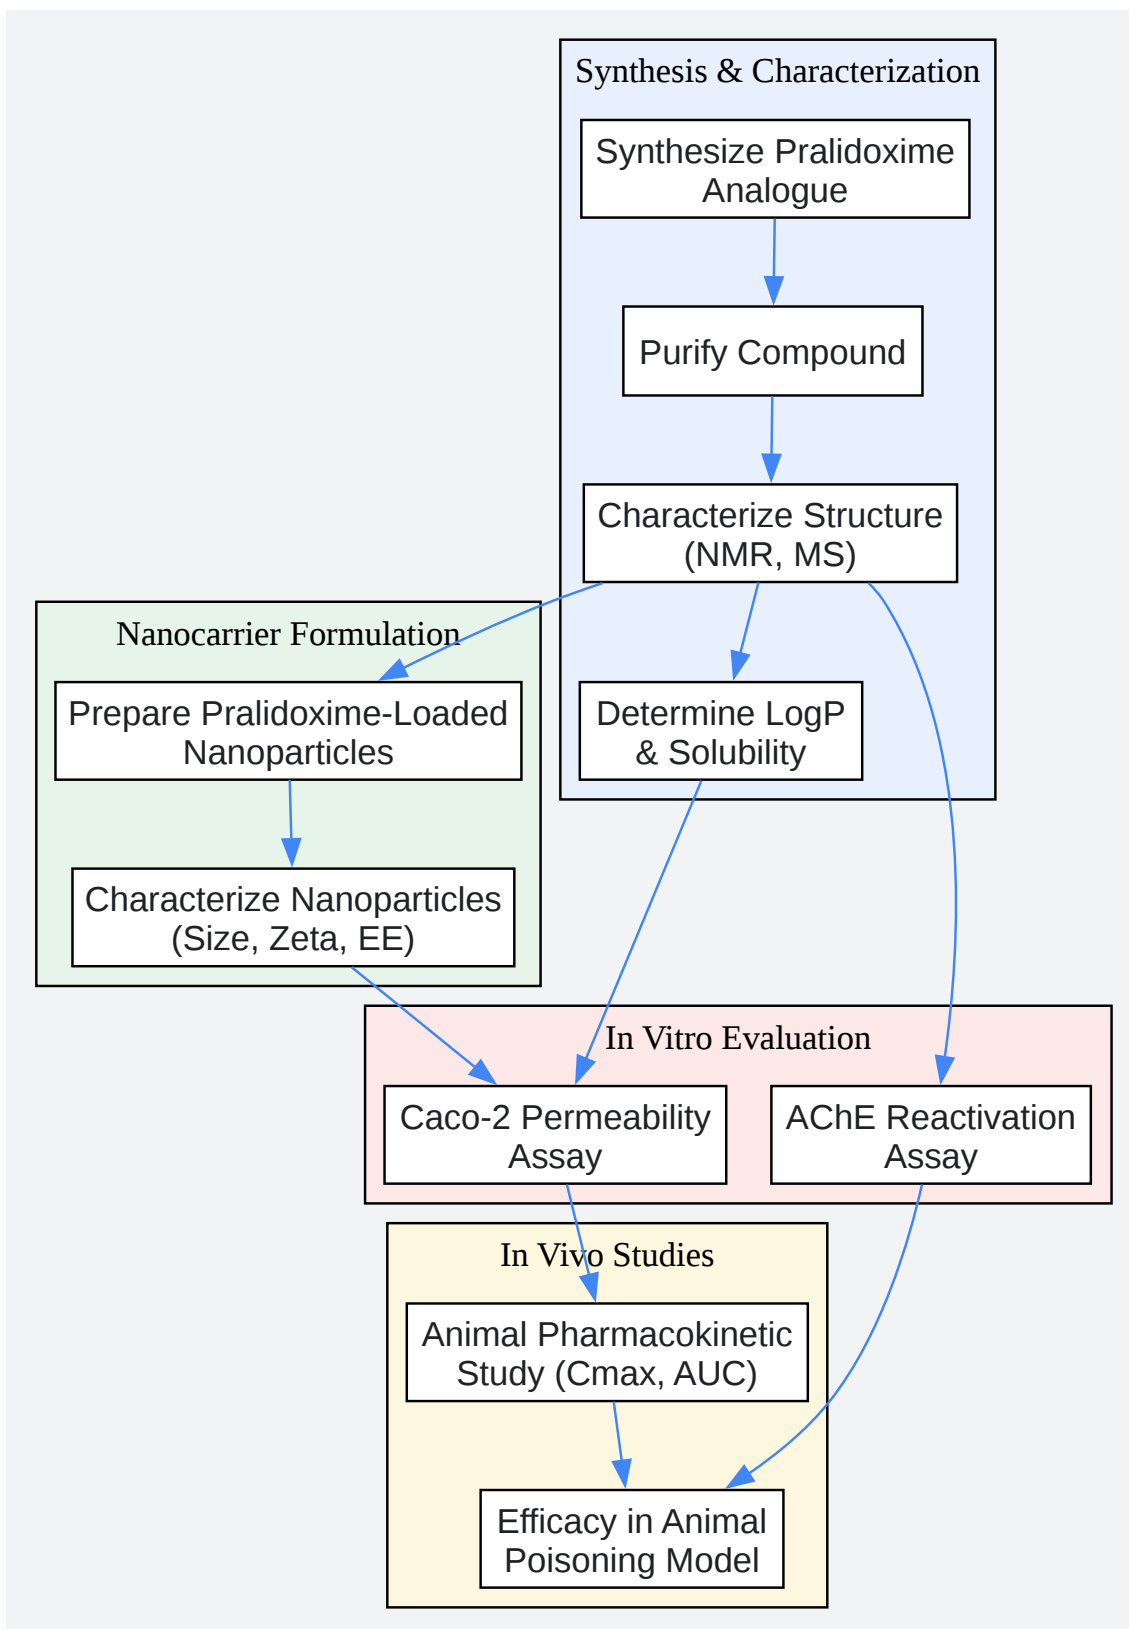 Synthesis & Characterization
Synthesize Pralidoxime
Analogue
Purify Compound
Characterize Structure
(NMR, MS)
Nanocarrier Formulation
Prepare Pralidoxime-Loaded
Nanoparticles
Determine LogP
& Solubility
Characterize Nanoparticles
(Size, Zeta, EE)
In Vitro Evaluation
Caco-2 Permeability
Assay
AChE Reactivation
Assay
In Vivo Studies
Animal Pharmacokinetic
Study (Cmax, AUC)
Efficacy in Animal
Poisoning Model